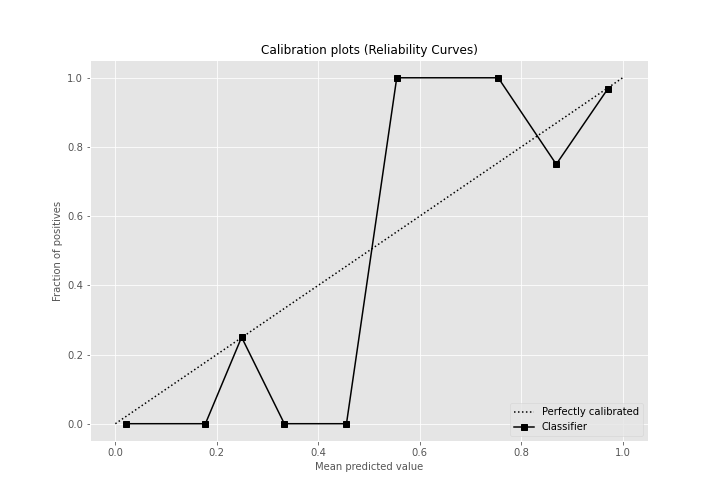 Calibration plots (Reliability Curves)
1.0
0.8
0.6
0.4
0.2
0.0
Fraction of positives
0.0 0.2 0.4 0.6 0.8 1.0
Mean predicted value
Perfectly calibrated
Classifier